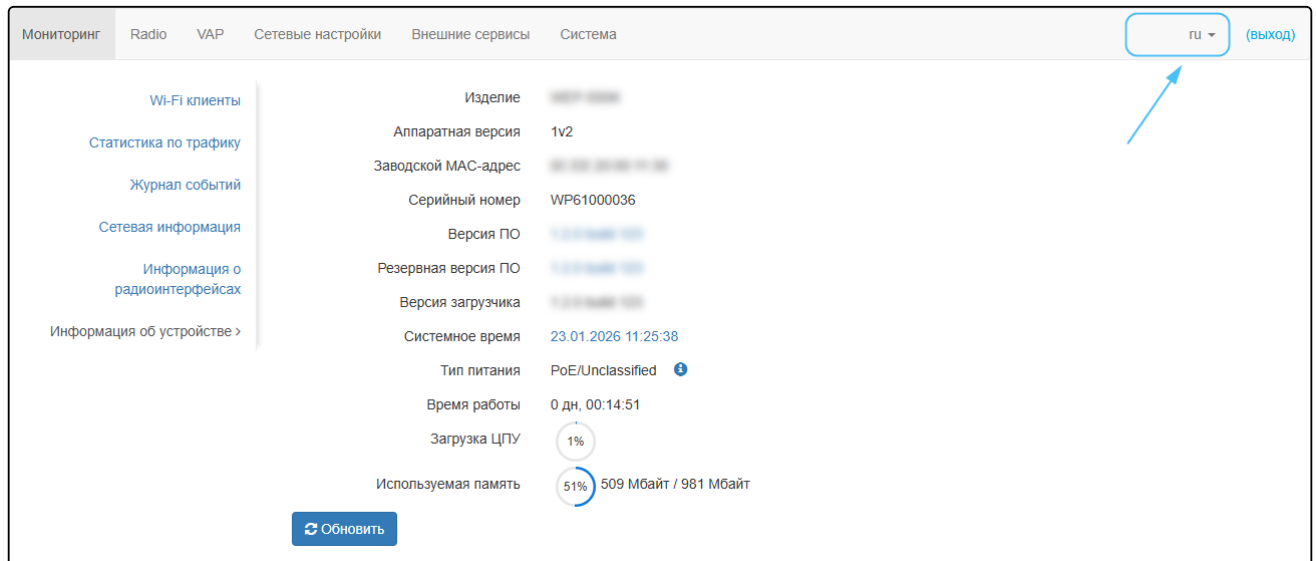 Мониторинг Radio VAP Сетевые настройки Внешние сервисы Система ru (выход)
Wi-Fi клиенты
Статистика по трафику
Журнал событий
Сетевая информация
Информация о
радиоинтерфейсах
Информация об устройстве >
Изделие
Аппаратная версия 1v2
Заводской MAC-адрес
Серийный номер WP61000036
Версия ПО
Резервная версия ПО
Версия загрузчика
Системное время 23.01.2026 11:25:38
Тип питания PoE/Unclassified
Время работы 0 дн, 00:14:51
Загрузка ЦПУ 1%
Используемая память 51% 509 Мбайт / 981 Мбайт
Обновить